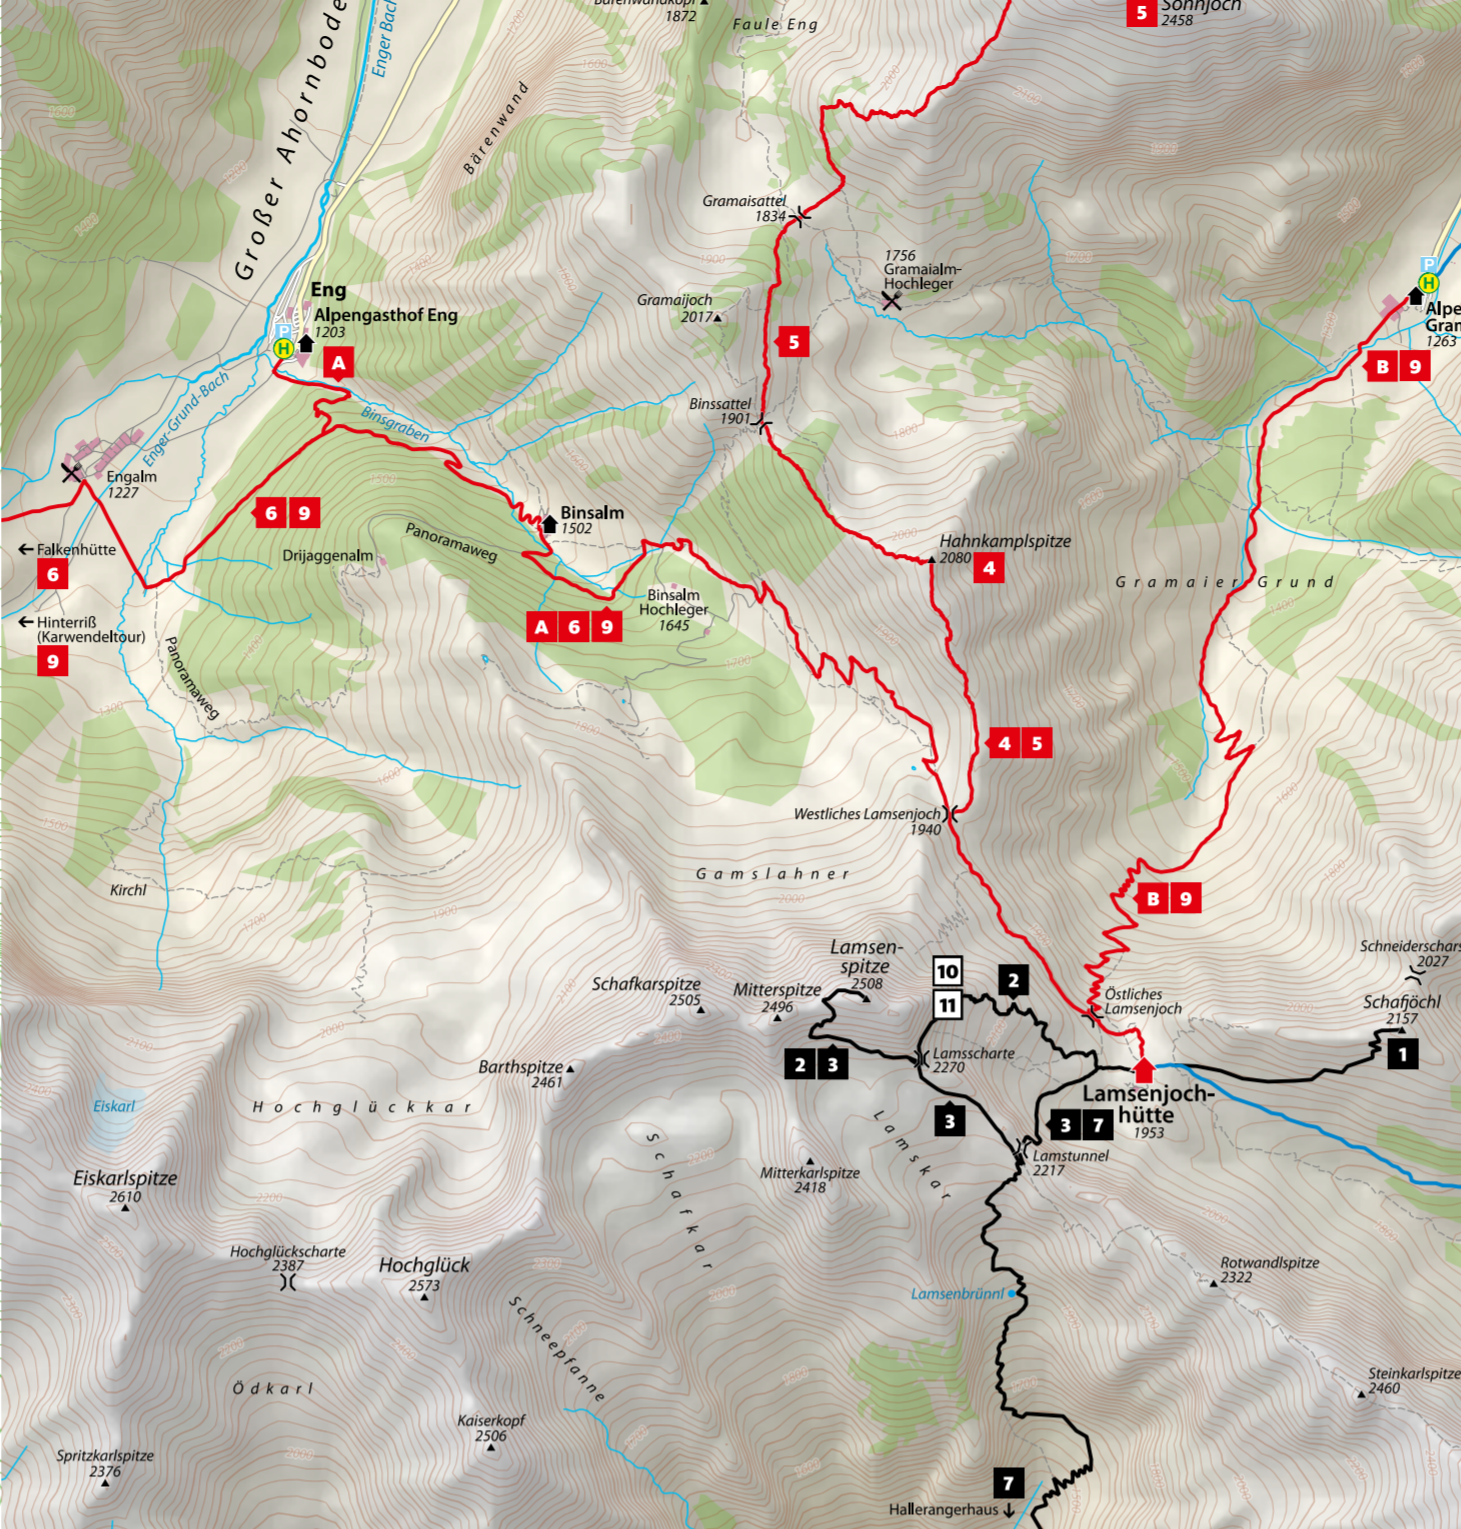 Bärenwandkopf
1872
Faule Eng
5
Sonnjoch
2458
Enger Bach
Großer Ahornbode
Bärenwand
Gramaisattel
1834
1756
Gramaialm-
Hochleger
Gramaijoch
2017
5
Eng
Alpengasthof Eng
1203
P
H
A
P
H
Alpe
Gran
1263
B 9
Binssattel
1901
Binsgraben
Enger Grund-Bach
Engalm
1227
6 9
Binsalm
1502
Panoramaweg
Drijaggenalm
Falkenhütte
6
Hahnkamplspitze
2080
4
Gramaier Grund
Binsalm
Hochleger
1645
A 6 9
Hinterriß
(Karwendeltour)
9
Panoramaweg
4 5
Westliches Lamsenjoch
1940
Gamslahner
Kirchl
B 9
Lamsen-
spitze
2508
10
11
2
Schafkarspitze
2505
Mitterspitze
2496
Östliches
Lamsenjoch
Schneiderschars
2027
Schafjöchl
2157
1
Barthspitze
2461
2 3
Lamsscharte
2270
Lamsenjoch-
hütte
1953
Eiskarl
Hochglückkar
3
3 7
Lamskar
Schafkar
Lamstunnel
2217
Mitterkarlspitze
2418
Eiskarlspitze
2610
Hochglückscharte
2387
Hochglück
2573
Rotwandlspitze
2322
Lamsenbrünnl
Schneepfanne
Ödkarl
Steinkarlspitze
2460
Kaiserkopf
2506
Spritzkarlspitze
2376
7
Hallerangerhaus